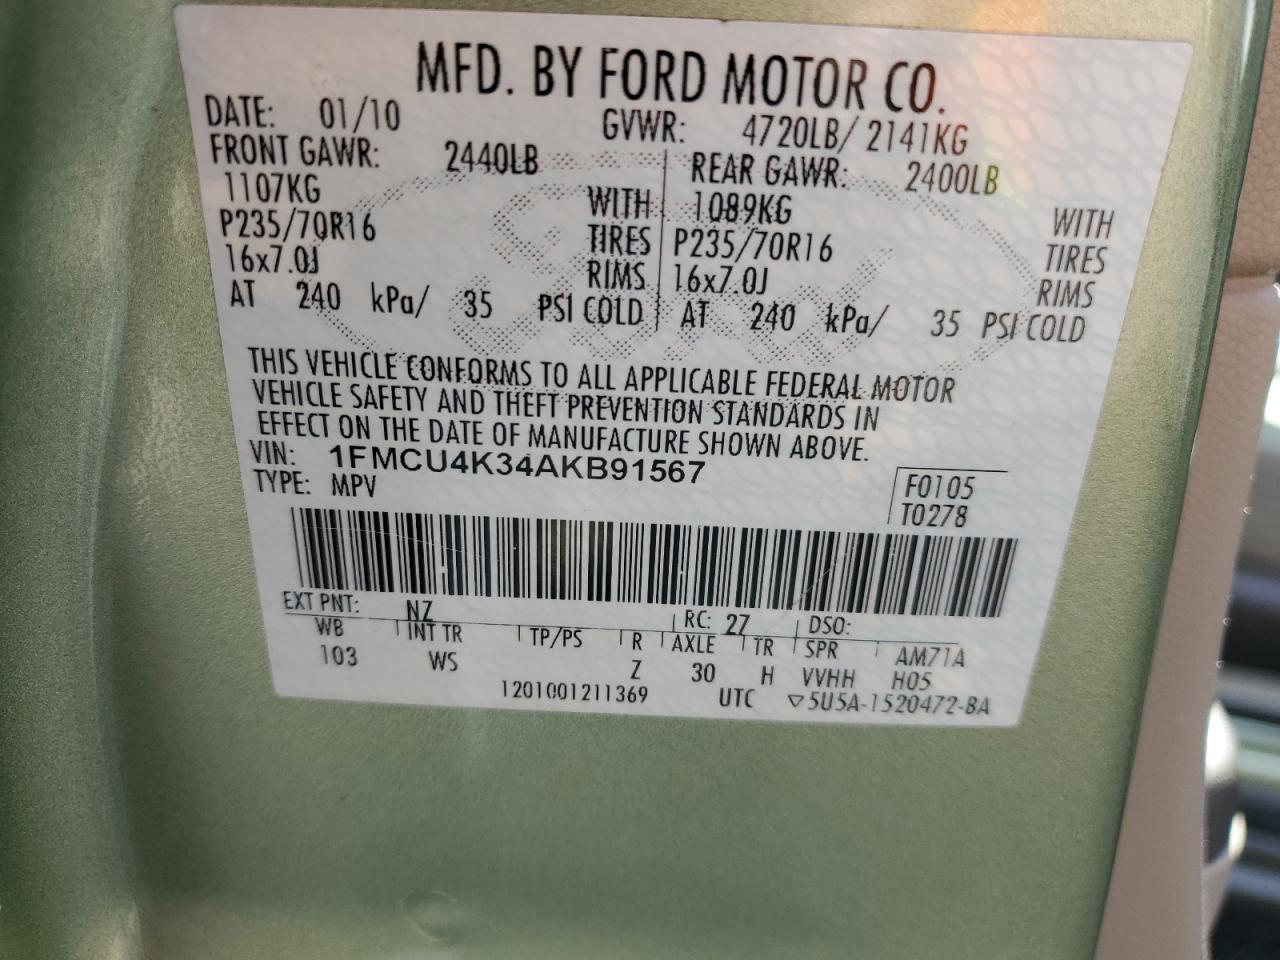 MFD. BY FORD MOTOR CO.
DATE: 01/10 GVWR: 4720LB/ 2141KG
FRONT GAWR: 2440LB REAR GAWR: 2400LB
1107KG WITH 1089KG WITH
P235/70R16 TIRES P235/70R16 TIRES
16x7.0J RIMS 16x7.0J RIMS
AT 240 kPa/ 35 PSI COLD AT 240 kPa/ 35 PSI COLD
THIS VEHICLE CONFORMS TO ALL APPLICABLE FEDERAL MOTOR
VEHICLE SAFETY AND THEFT PREVENTION STANDARDS IN
EFFECT ON THE DATE OF MANUFACTURE SHOWN ABOVE.
VIN: 1FMCU4K34AKB91567
TYPE: MPV
F0105
T0278
EXT PNT: NZ RC: 27 DSO:
WB INT TR TP/PS R AXLE TR SPR AM71A
103 WS Z 30 H VVHH H05
1201001211369 UTC ▽5U5A-1520472-BA